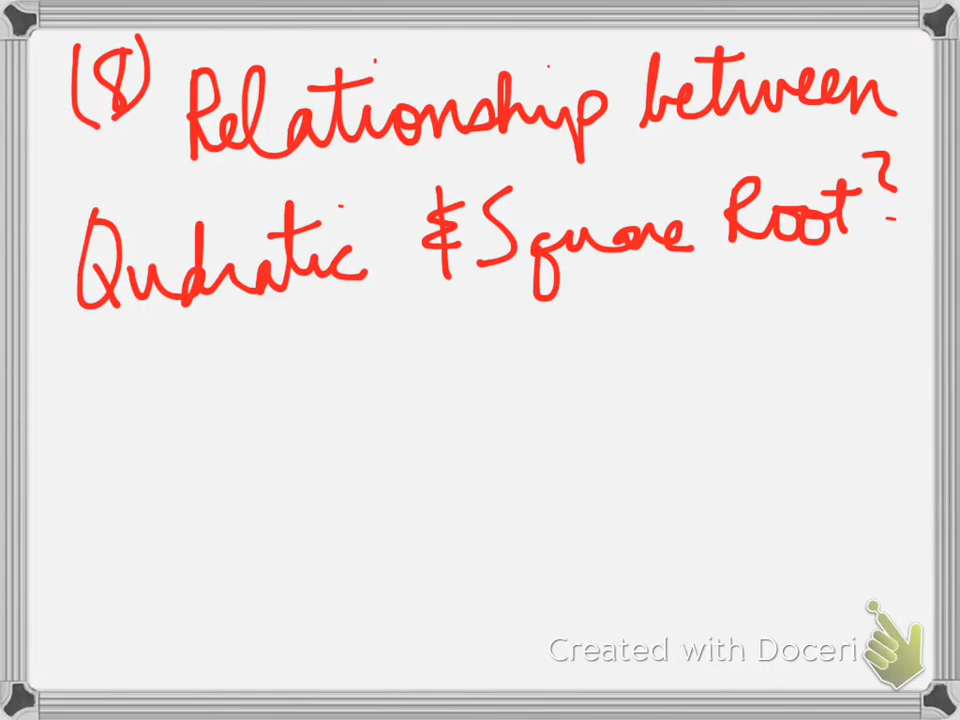 (8) Relationship between
Qudratic & Square Root?
Created with Doceri